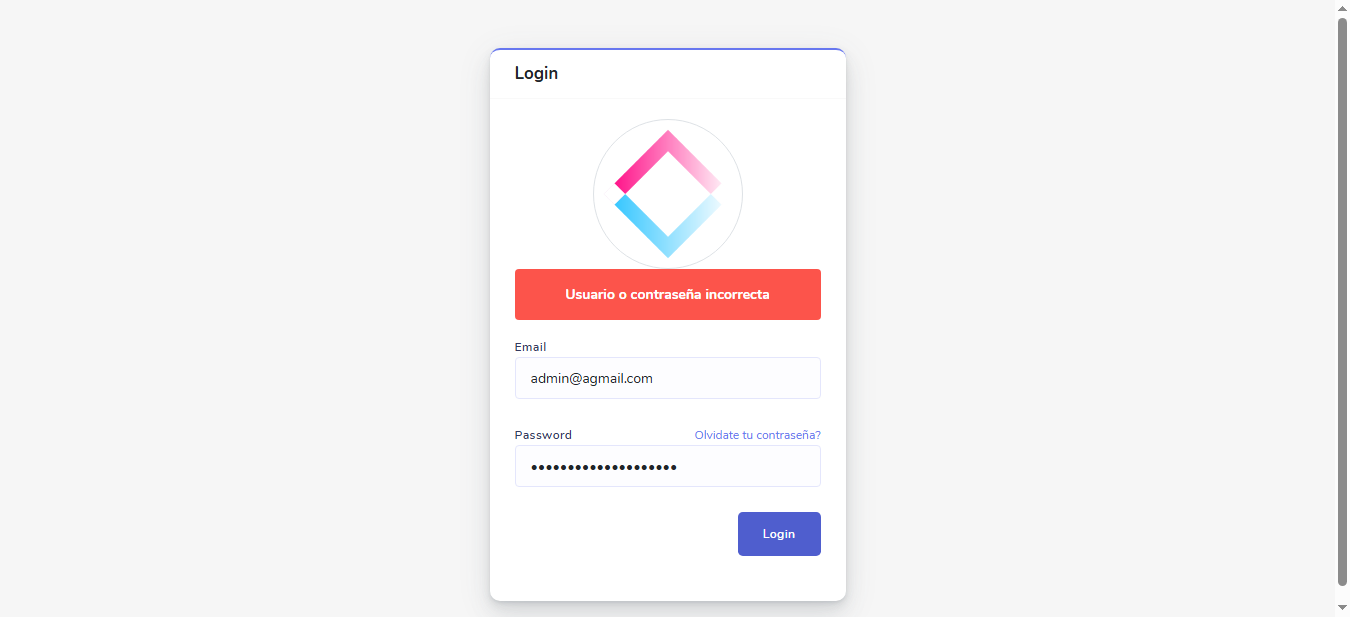 Login
Usuario o contraseña incorrecta
Email
admin@agmail.com
Password Olvidate tu contraseña?
••••••••••••••••••••
Login